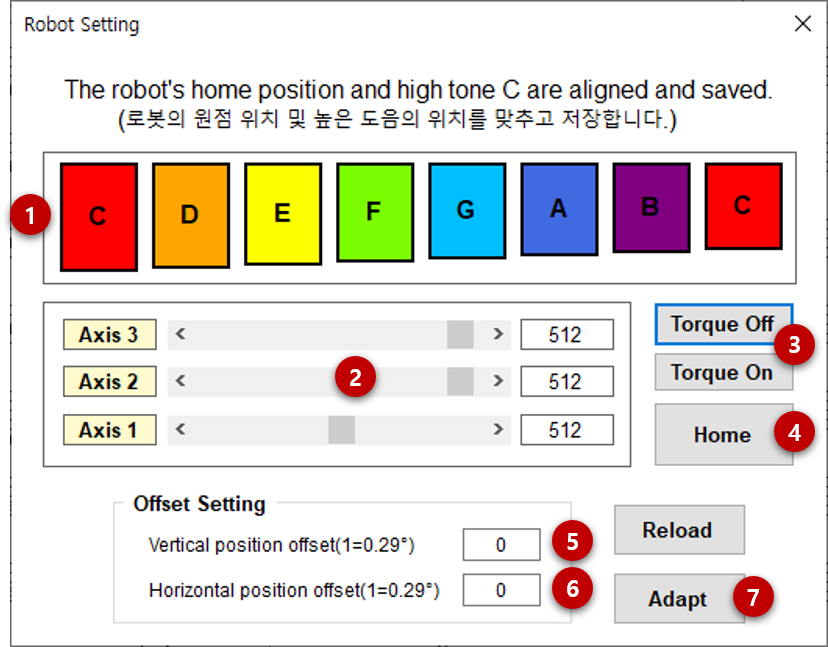 Robot Setting
The robot's home position and high tone C are aligned and saved.
(로봇의 원점 위치 및 높은 도음의 위치를 맞추고 저장합니다.)
1 C D E F G A B C
Axis 3 < > 512 Torque Off 3
Axis 2 < 2 > 512 Torque On
Axis 1 < > 512 Home 4
Offset Setting
Vertical position offset(1=0.29°) 0 5 Reload
Horizontal position offset(1=0.29°) 0 6 Adapt 7